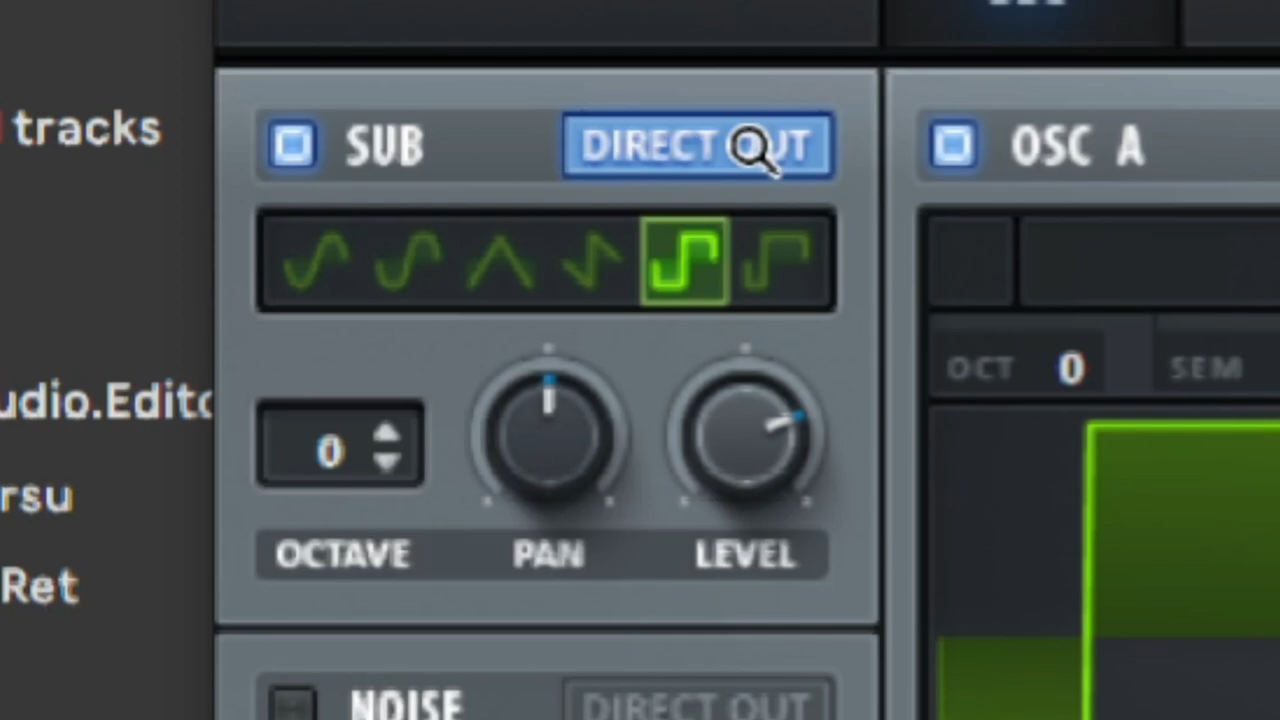 tracks
udio.Edito
rsu
Ret
SUB DIRECT OUT
0
OCTAVE PAN LEVEL
NOISE DIRECT OUT
OSC A
OCT 0 SEM